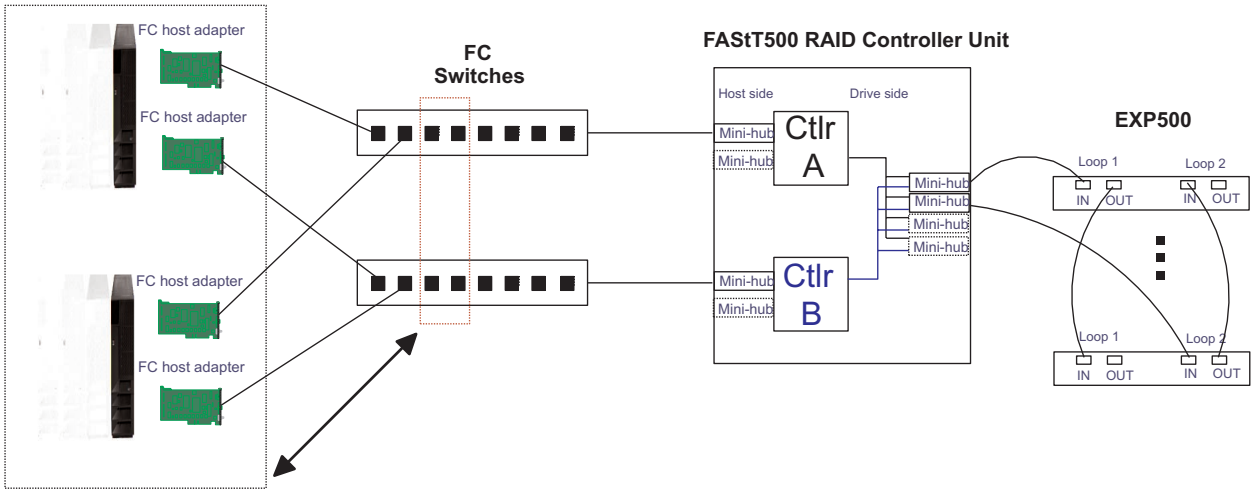 FC host adapter
FC host adapter
FC host adapter
FC host adapter
FC
Switches
FAStT500 RAID Controller Unit
Host side
Drive side
Mini-hub
Mini-hub
Ctlr
A
Mini-hub
Mini-hub
Mini-hub
Mini-hub
Mini-hub
Mini-hub
Ctlr
B
EXP500
Loop 1
Loop 2
IN OUT
IN OUT
Loop 1
Loop 2
IN OUT
IN OUT